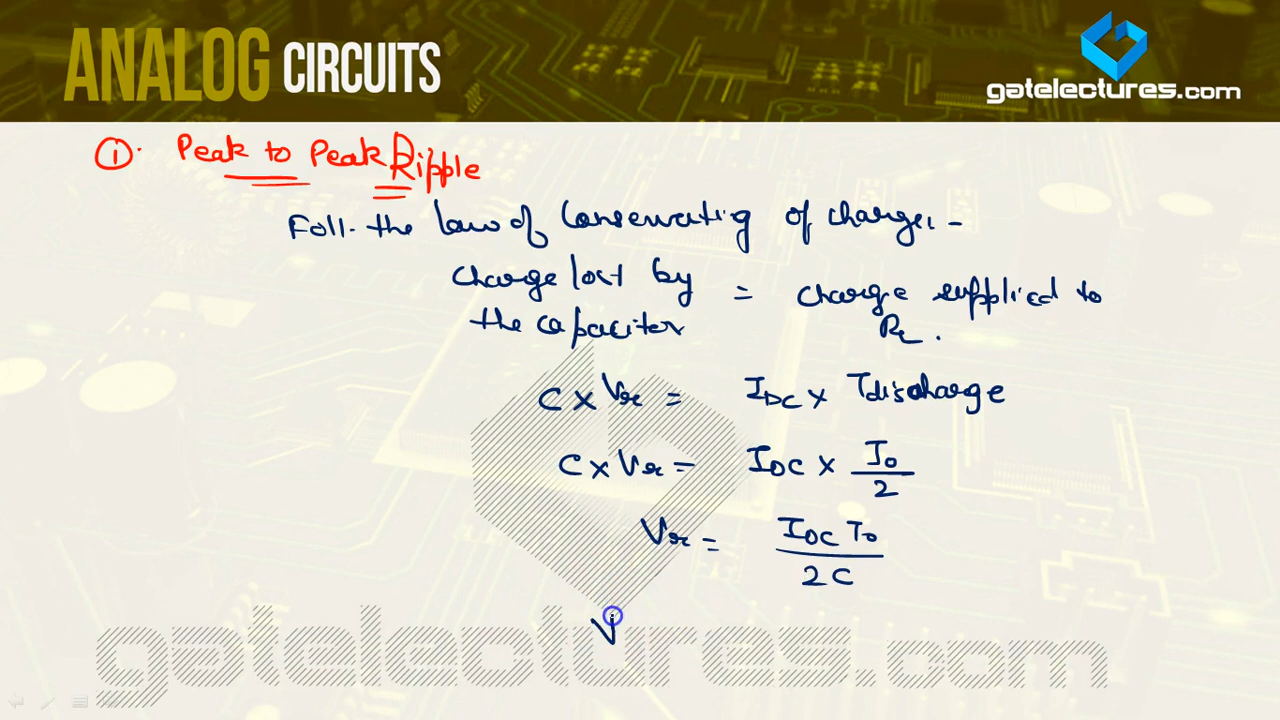 ANALOG CIRCUITS
gatelectures.com
①. Peak to Peak Ripple
Foll. the law of Conservating of charge: -
charge lost by the capacitor = charge supplied to RL.
C × Vr = IDC × Tdischarge
C × Vr = IDC × T0/2
Vr = IDC T0 / 2C
V
gatelectures.com